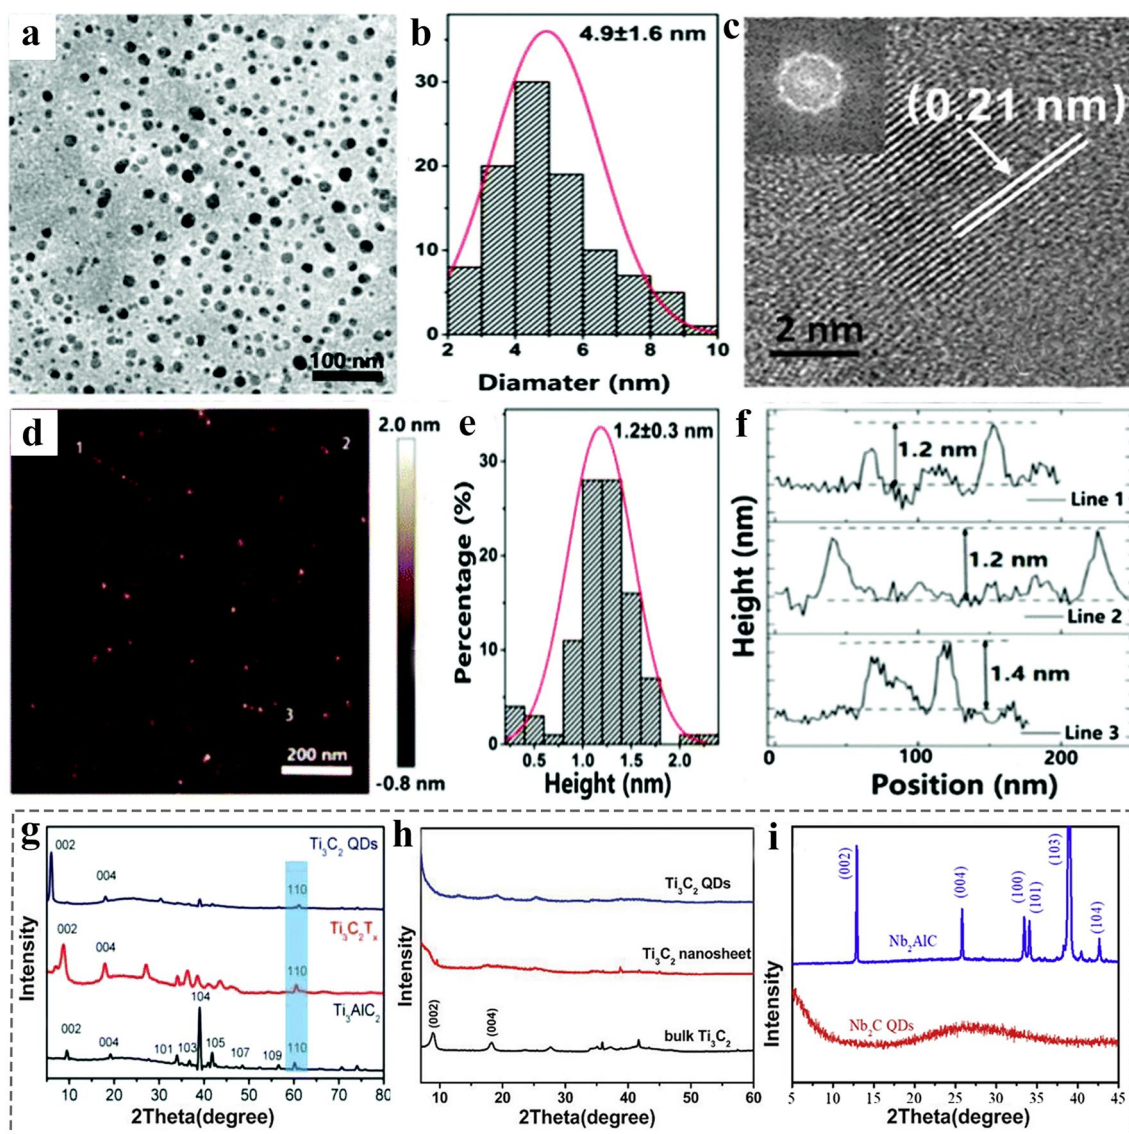 a
100 nm
b
4.9±1.6 nm
30
20
10
0
2 4 6 8 10
Diamater (nm)
c
(0.21 nm)
2 nm
d
1
2
3
200 nm
2.0 nm
-0.8 nm
e
1.2±0.3 nm
Percentage (%)
30
20
10
0
0.5 1.0 1.5 2.0
Height (nm)
f
Height (nm)
1.2 nm
Line 1
1.2 nm
Line 2
1.4 nm
Line 3
0 100 200
Position (nm)
g
Intensity
002
Ti₃C₂ QDs
004
110
002
Ti₃C₂Tₓ
004
110
104
Ti₃AlC₂
002
004
101
103
105
107
109
110
10 20 30 40 50 60 70 80
2Theta(degree)
h
Intensity
Ti₃C₂ QDs
Ti₃C₂ nanosheet
(002)
(004)
bulk Ti₃C₂
10 20 30 40 50 60
2Theta(degree)
i
Intensity
(002)
(004)
(100)
(101)
(103)
(104)
Nb₂AlC
Nb₂C QDs
5 10 15 20 25 30 35 40 45
2Theta(degree)